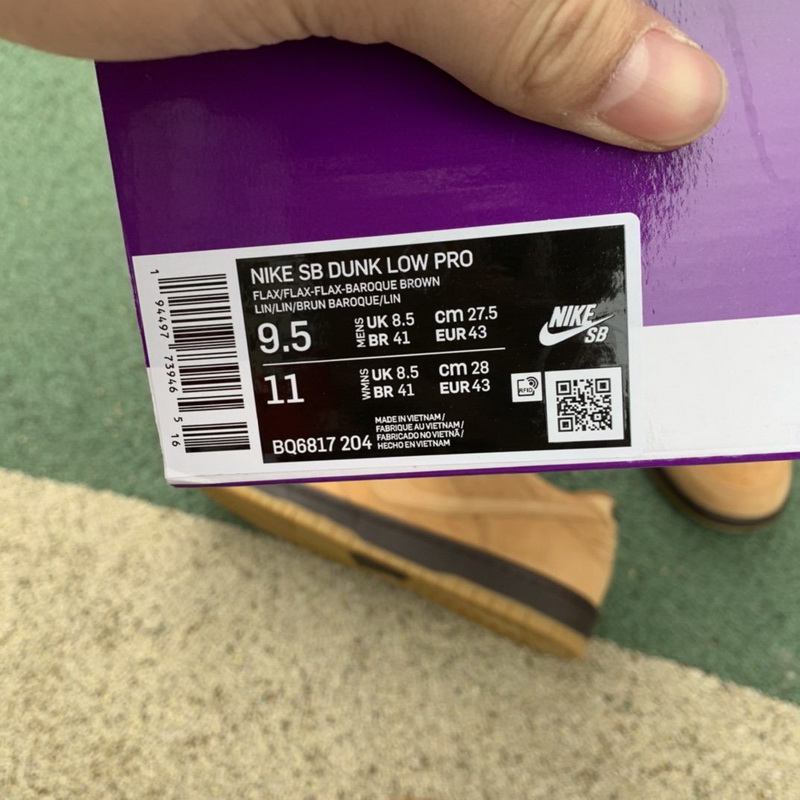 NIKE SB DUNK LOW PRO
FLAX/FLAX-FLAX-BAROQUE BROWN
LIN/LIN/BRUN BAROQUE/LIN
9.5 MENS UK 8.5 cm 27.5
BR 41 EUR 43
11 WMNS UK 8.5 cm 28
BR 41 EUR 43
NIKE
SB
RFID
BQ6817 204
MADE IN VIETNAM /
FABRIQUE AU VIETNAM /
FABRICADO NO VIETNÃ /
HECHO EN VIETNAM
1 94497 73946 5 16